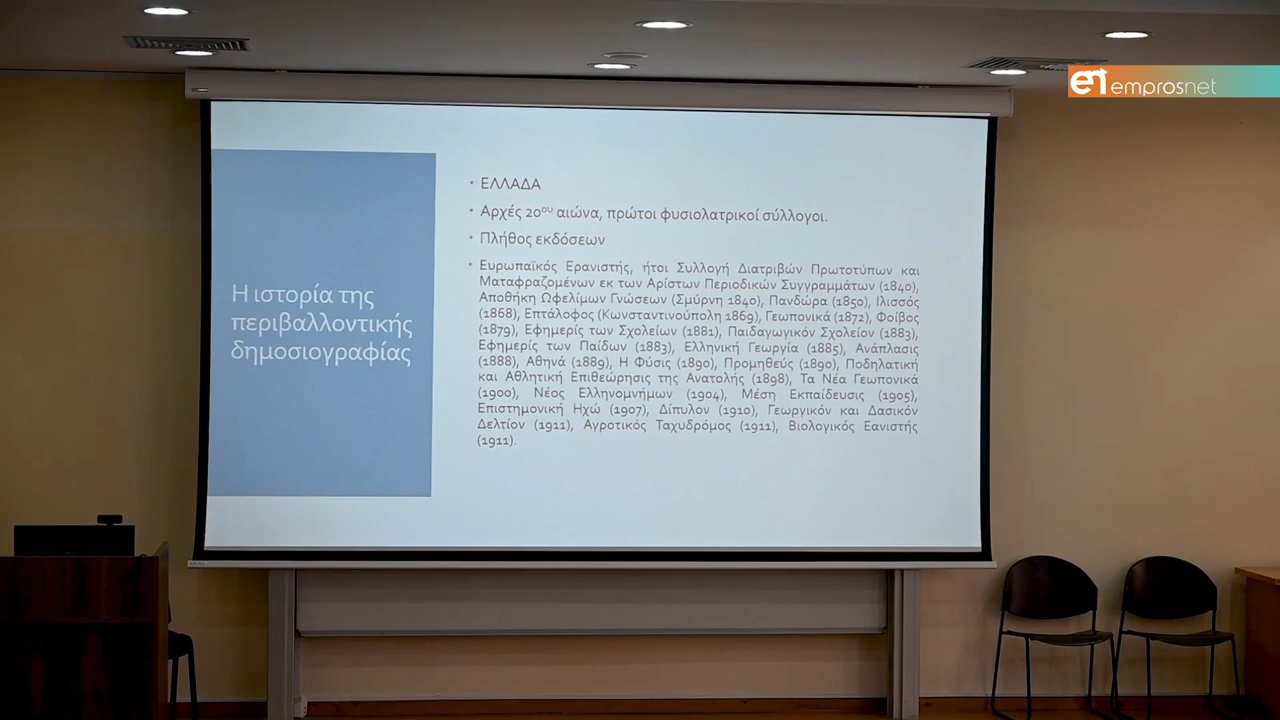 emprosnet
Η ιστορία της
περιβαλλοντικής
δημοσιογραφίας
• ΕΛΛΑΔΑ
• Αρχές 20ου αιώνα, πρώτοι φυσιολατρικοί σύλλογοι.
• Πλήθος εκδόσεων
• Ευρωπαϊκός Ερανιστής, ήτοι Συλλογή Διατριβών Πρωτοτύπων και
Μεταφραζομένων εκ των Αρίστων Περιοδικών Συγγραμμάτων (1840),
Αποθήκη Ωφελίμων Γνώσεων (Σμύρνη 1840), Πανδώρα (1850), Ιλισσός
(1868), Επτάλοφος (Κωνσταντινούπολη 1869), Γεωπονικά (1872), Φοίβος
(1879), Εφημερίς των Σχολείων (1881), Παιδαγωγικόν Σχολείον (1883),
Εφημερίς των Παίδων (1883), Ελληνική Γεωργία (1885), Ανάπλασις
(1888), Αθηνά (1889), Η Φύσις (1890), Προμηθεύς (1890), Ποδηλατική
και Αθλητική Επιθεώρησις της Ανατολής (1898), Τα Νέα Γεωπονικά
(1900), Νέος Ελληνομνήμων (1904), Μέση Εκπαίδευσις (1905),
Επιστημονική Ηχώ (1907), Δίπυλον (1910), Γεωργικόν και Δασικόν
Δελτίον (1911), Αγροτικός Ταχυδρόμος (1911), Βιολογικός Εανιστής
(1911).